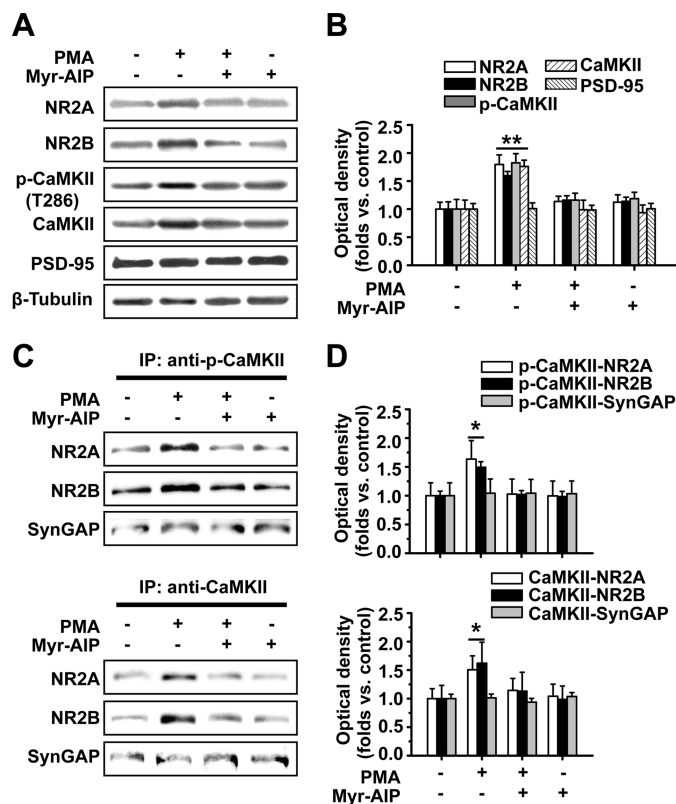 A
PMA - + + -
Myr-AIP - - + +
NR2A
NR2B
p-CaMKII
(T286)
CaMKII
PSD-95
β-Tubulin
B
NR2A
NR2B
p-CaMKII
CaMKII
PSD-95
Optical density
(folds vs. control)
2.5
2.0
1.5
1.0
0.5
0.0
**
PMA - + + -
Myr-AIP - - + +
C
IP: anti-p-CaMKII
PMA - + + -
Myr-AIP - - + +
NR2A
NR2B
SynGAP
IP: anti-CaMKII
PMA - + + -
Myr-AIP - - + +
NR2A
NR2B
SynGAP
D
p-CaMKII-NR2A
p-CaMKII-NR2B
p-CaMKII-SynGAP
Optical density
(folds vs. control)
2.5
2.0
1.5
1.0
0.5
0.0
*
CaMKII-NR2A
CaMKII-NR2B
CaMKII-SynGAP
Optical density
(folds vs. control)
2.5
2.0
1.5
1.0
0.5
0.0
*
PMA - + + -
Myr-AIP - - + +